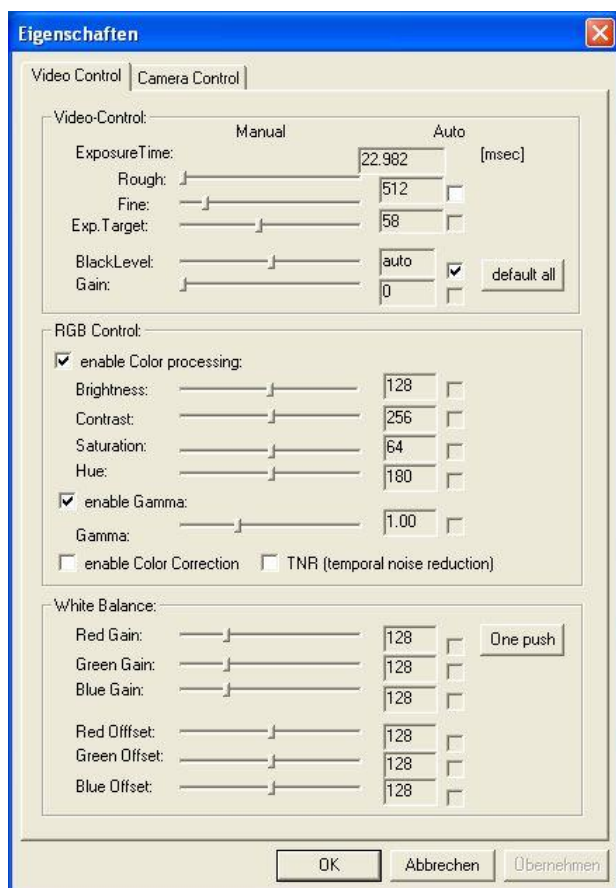 Eigenschaften
Video Control Camera Control
Video-Control:
Manual Auto
ExposureTime: 22.982 [msec]
Rough: 512
Fine:
Exp.Target: 58
BlackLevel: auto default all
Gain: 0
RGB Control:
enable Color processing:
Brightness: 128
Contrast: 256
Saturation: 64
Hue: 180
enable Gamma:
Gamma: 1.00
enable Color Correction TNR (temporal noise reduction)
White Balance:
Red Gain: 128 One push
Green Gain: 128
Blue Gain: 128
Red Offfset: 128
Green Offset: 128
Blue Offset: 128
OK Abbrechen Übernehmen